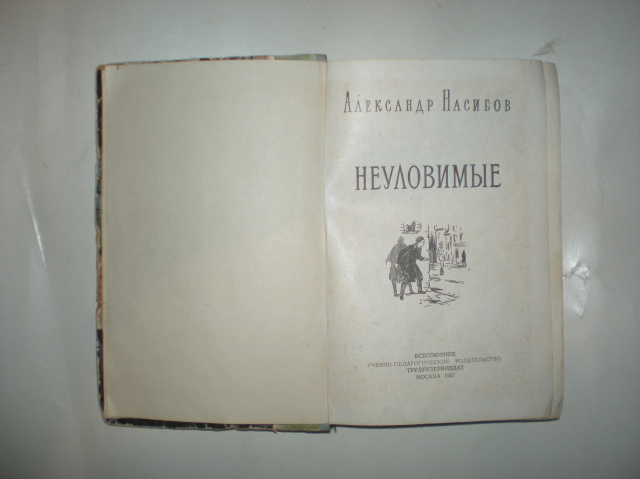 Александр Насибов
НЕУЛОВИМЫЕ
ВСЕСОЮЗНОЕ
УЧЕБНО-ПЕДАГОГИЧЕСКОЕ ИЗДАТЕЛЬСТВО
ТРУДРЕЗЕРВИЗДАТ
МОСКВА